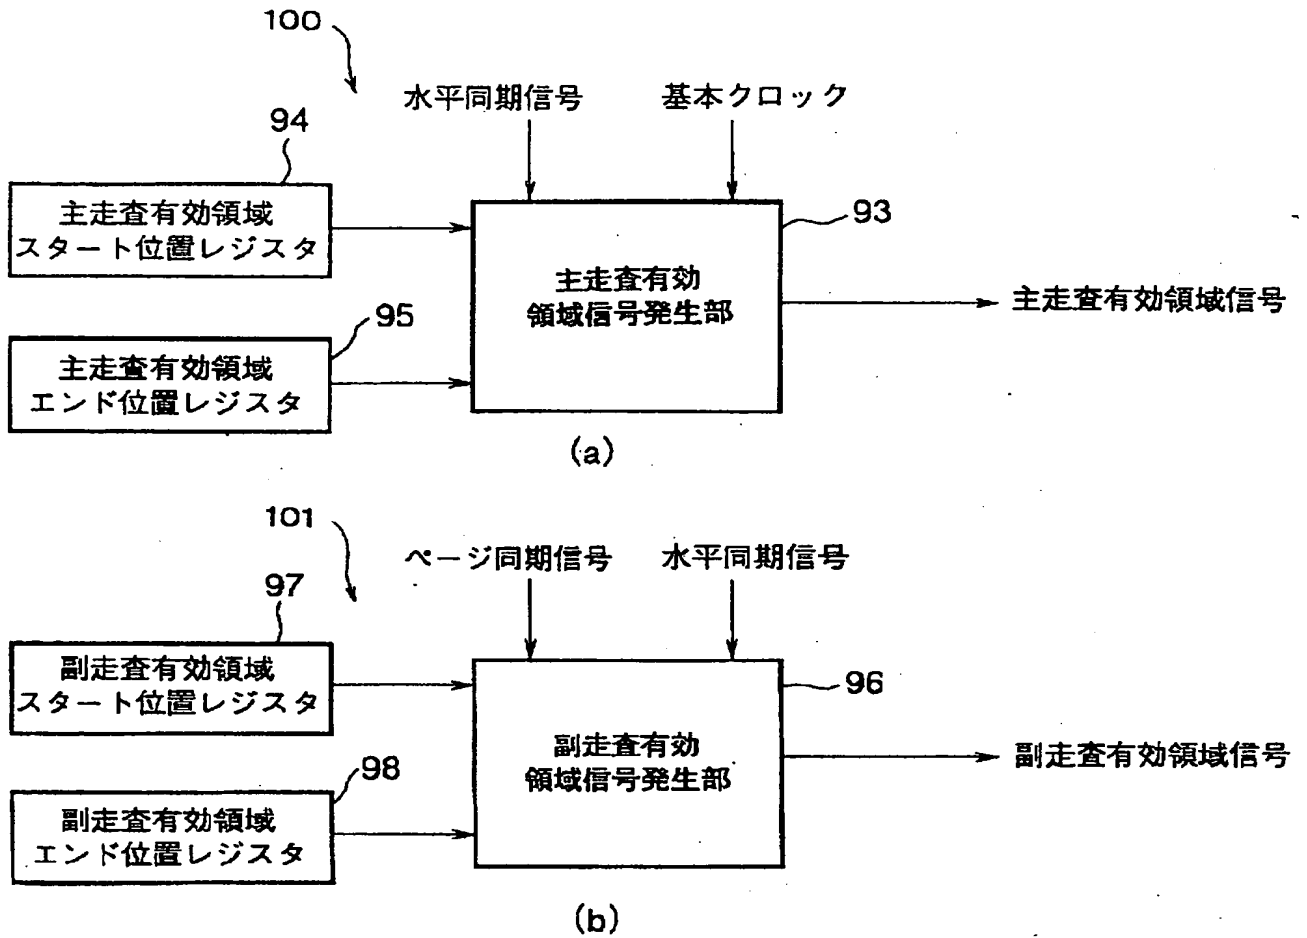 100
水平同期信号
基本クロック
94
主走査有効領域
スタート位置レジスタ
93
主走査有効
領域信号発生部
主走査有効領域信号
95
主走査有効領域
エンド位置レジスタ
(a)
101
ページ同期信号
水平同期信号
97
副走査有効領域
スタート位置レジスタ
96
副走査有効
領域信号発生部
副走査有効領域信号
98
副走査有効領域
エンド位置レジスタ
(b)